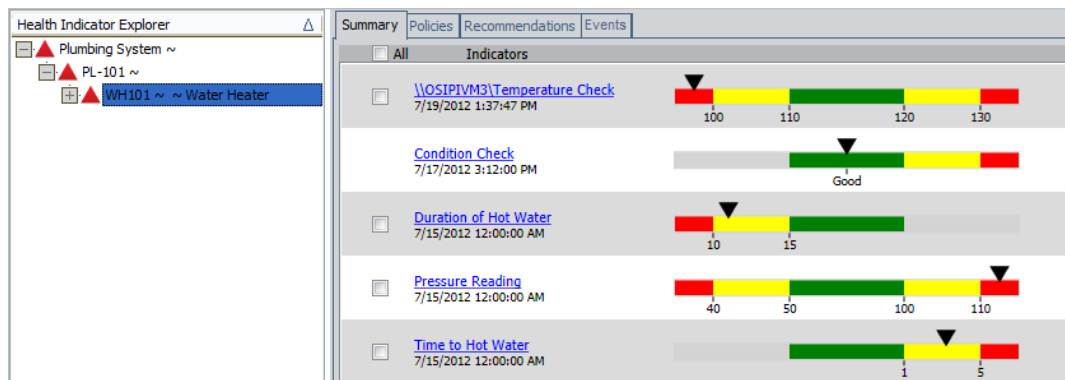 Health Indicator Explorer
Plumbing System ~
PL-101 ~
WH101 ~ ~ Water Heater
Summary Policies Recommendations Events
All Indicators
\\OSIPIVM3\Temperature Check
7/19/2012 1:37:47 PM
100 110 120 130
Condition Check
7/17/2012 3:12:00 PM
Good
Duration of Hot Water
7/15/2012 12:00:00 AM
10 15
Pressure Reading
7/15/2012 12:00:00 AM
40 50 100 110
Time to Hot Water
7/15/2012 12:00:00 AM
1 5